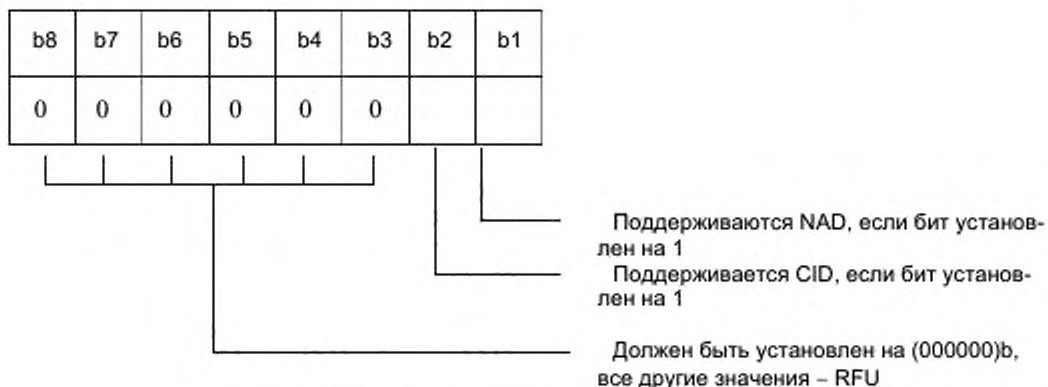 b8 b7 b6 b5 b4 b3 b2 b1
0 0 0 0 0 0
Поддерживаются NAD, если бит установ-
лен на 1
Поддерживается CID, если бит установ-
лен на 1
Должен быть установлен на (000000)b,
все другие значения – RFU